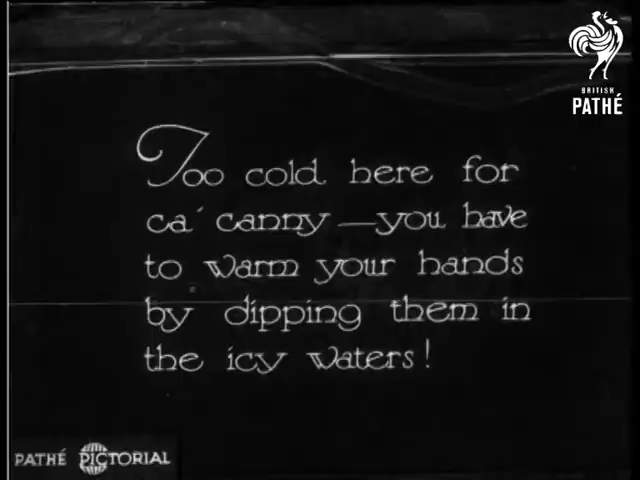 BRITISH
PATHÉ
Too cold here for
ca' canny — you have
to warm your hands
by dipping them in
the icy waters!
PATHÉ PICTORIAL